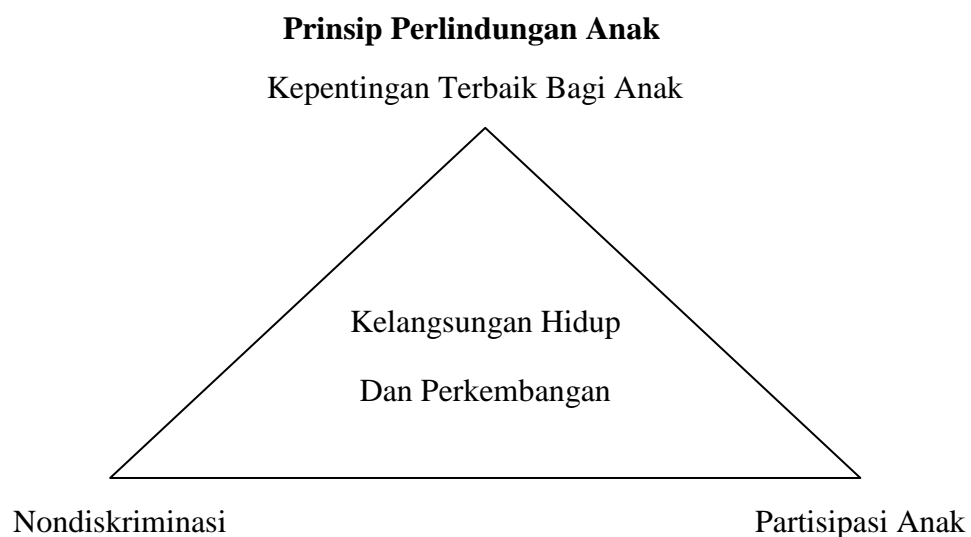 Prinsip Perlindungan Anak
Kepentingan Terbaik Bagi Anak
Kelangsungan Hidup
Dan Perkembangan
Nondiskriminasi
Partisipasi Anak